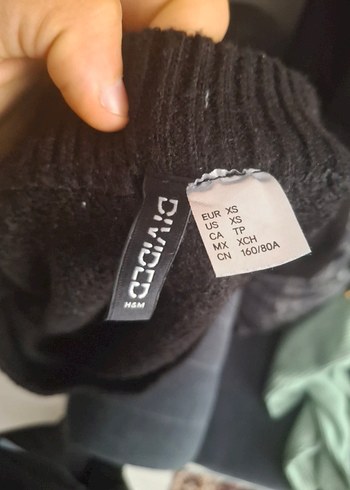 DIVIDED
H&M
EUR XS
US XS
CA TP
MX XCH
CN 160/80A